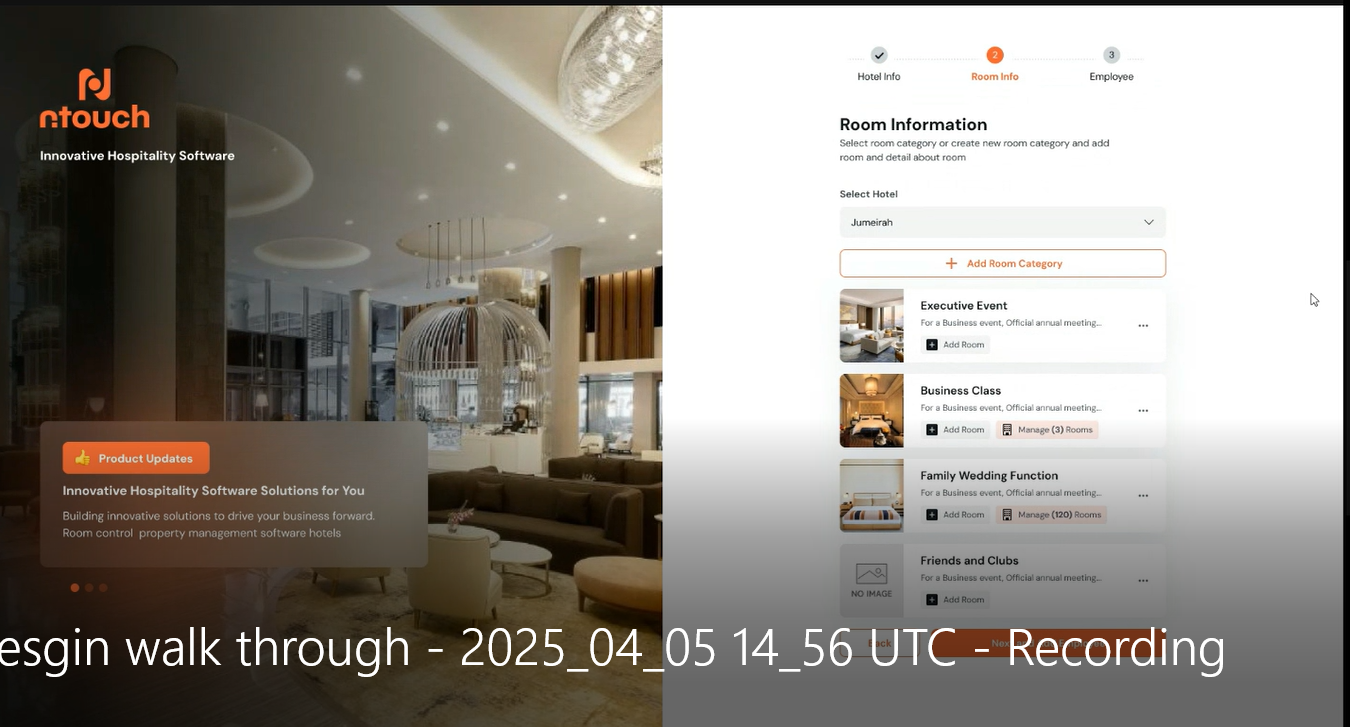 ntouch
Innovative Hospitality Software
Product Updates
Innovative Hospitality Software Solutions for You
Building innovative solutions to drive your business forward.
Room control property management software hotels
2
3
Hotel Info
Room Info
Employee
Room Information
Select room category or create new room category and add
room and detail about room
Select Hotel
Jumeirah
Add Room Category
Executive Event
For a Business event, Official annual meeting...
Add Room
Business Class
For a Business event, Official annual meeting...
Add Room
Manage (3) Rooms
Family Wedding Function
For a Business event, Official annual meeting...
Add Room
Manage (120) Rooms
Friends and Clubs
For a Business event, Official annual meeting...
NO IMAGE
Add Room
Back
esgin walk through - 2025_04_05 14_56 UTC - Recording